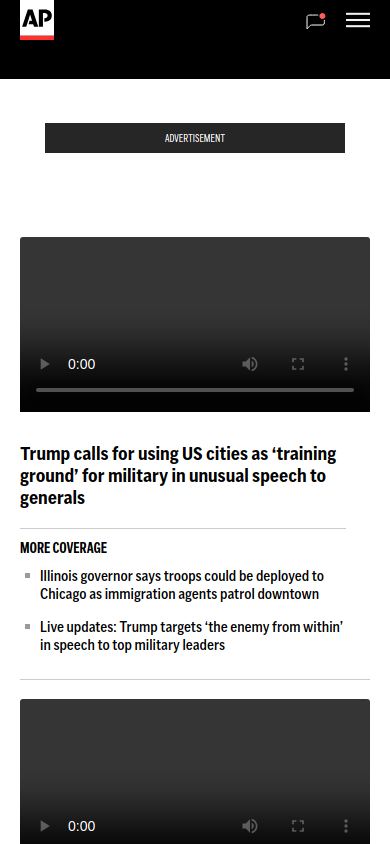 AP
ADVERTISEMENT
0:00
Trump calls for using US cities as ‘training
ground’ for military in unusual speech to
generals
MORE COVERAGE
Illinois governor says troops could be deployed to
Chicago as immigration agents patrol downtown
Live updates: Trump targets ‘the enemy from within’
in speech to top military leaders
0:00